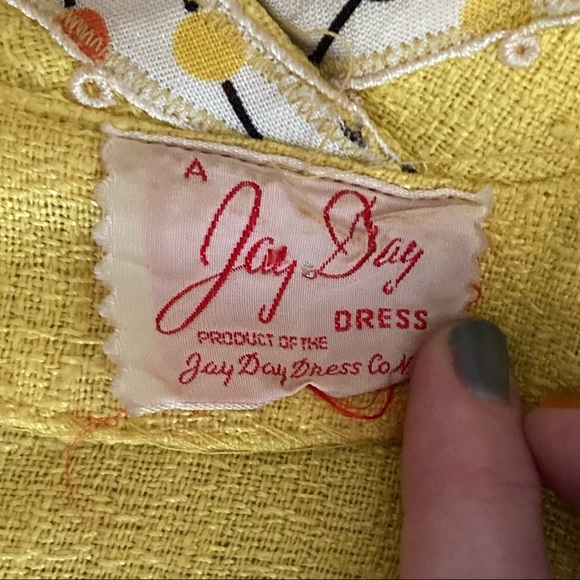 A
Jay Day
DRESS
PRODUCT OF THE
Jay Day Dress Co.